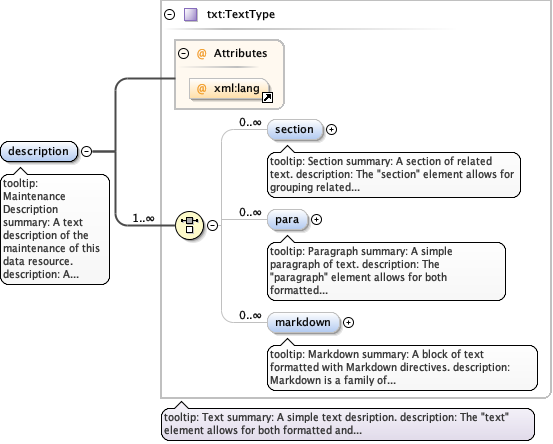 txt:TextType
@ Attributes
@ xml:lang
description
tooltip:
Maintenance
Description
summary: A text
description of the
maintenance of this
data resource.
description: A...
1..∞
0..∞
section
tooltip: Section summary: A section of related
text. description: The "section" element allows for
grouping related...
0..∞
para
tooltip: Paragraph summary: A simple
paragraph of text. description: The
"paragraph" element allows for both
formatted...
0..∞
markdown
tooltip: Markdown summary: A block of text
formatted with Markdown directives. description:
Markdown is a family of...
tooltip: Text summary: A simple text desription. description: The "text"
element allows for both formatted and...